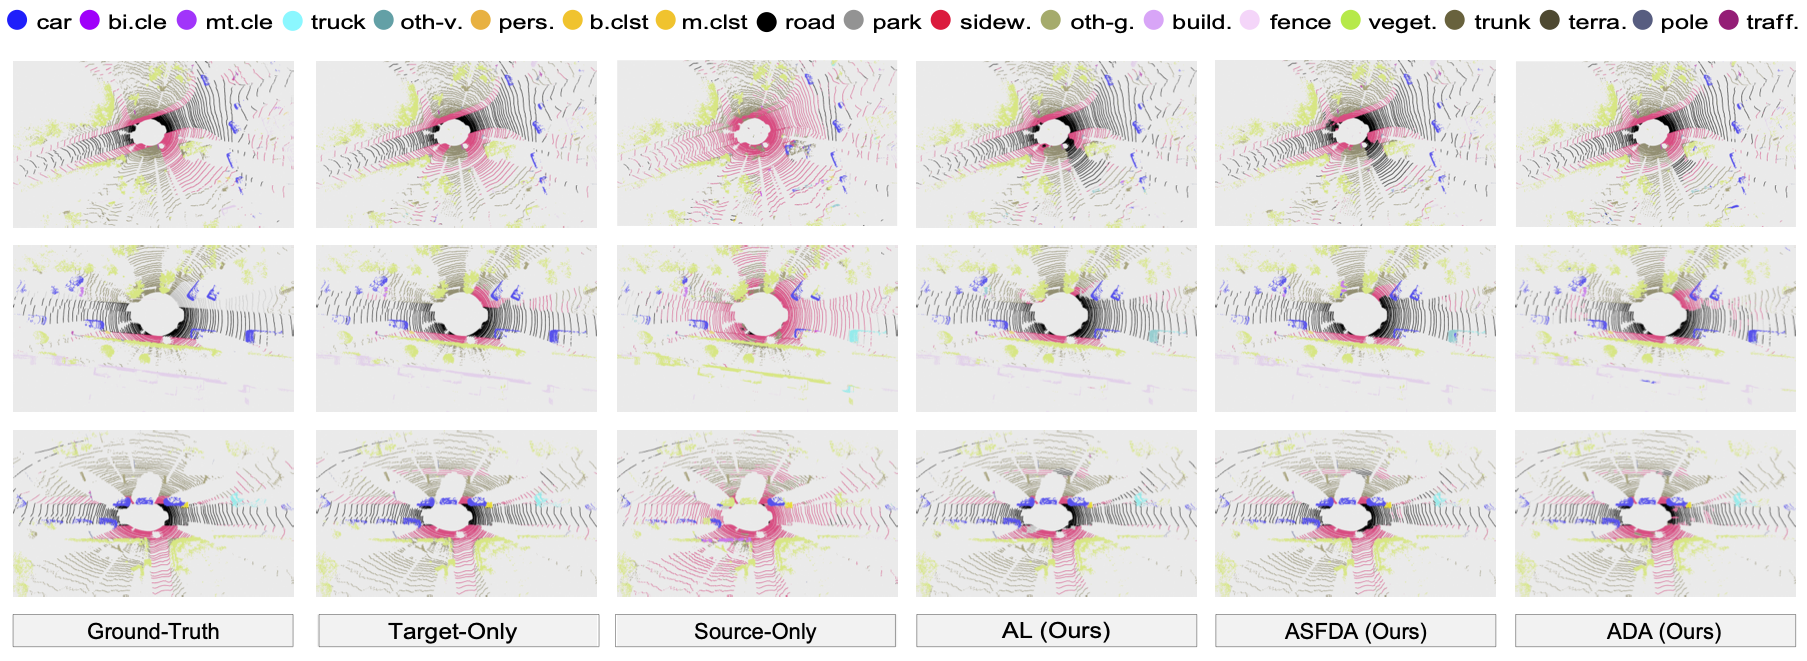 car bi.cle mt.cle truck oth-v. pers. b.clst m.clst road park sidew. oth-g. build. fence veget. trunk terra. pole traff.
Ground-Truth Target-Only Source-Only AL (Ours) ASFDA (Ours) ADA (Ours)